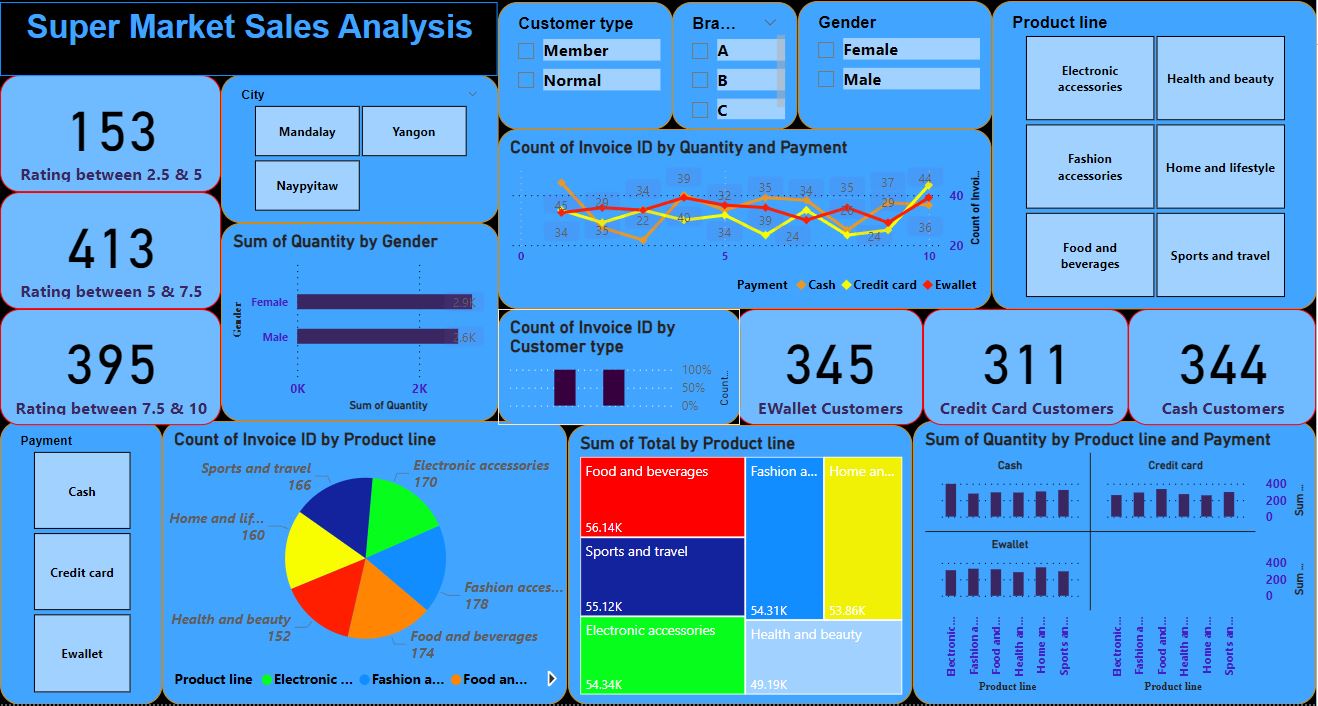 Super Market Sales Analysis
Customer type
Member
Normal
Bra...
A
B
C
Gender
Female
Male
Product line
Electronic
accessories
Health and beauty
Fashion
accessories
Home and lifestyle
Food and
beverages
Sports and travel
153
Rating between 2.5 & 5
413
Rating between 5 & 7.5
395
Rating between 7.5 & 10
City
Mandalay
Yangon
Naypyitaw
Sum of Quantity by Gender
Gender
Female
2.9K
Male
2.6K
0K
2K
Sum of Quantity
Count of Invoice ID by Quantity and Payment
45
34
29
35
34
22
39
40
32
34
35
39
34
24
35
26
37
29
24
44
36
40
20
Count of Invoi...
0
5
10
Payment
Cash
Credit card
Ewallet
Count of Invoice ID by
Customer type
100%
50%
0%
Count...
345
EWallet Customers
311
Credit Card Customers
344
Cash Customers
Payment
Cash
Credit card
Ewallet
Count of Invoice ID by Product line
Sports and travel
166
Electronic accessories
170
Home and lif...
160
Fashion acces...
178
Health and beauty
152
Food and beverages
174
Product line
Electronic ...
Fashion a...
Food an...
Sum of Total by Product line
Food and beverages
56.14K
Sports and travel
55.12K
Electronic accessories
54.34K
Fashion a...
54.31K
Home an...
53.86K
Health and beauty
49.19K
Sum of Quantity by Product line and Payment
Cash
Credit card
400
200
0
Sum ...
Ewallet
400
200
0
Sum ...
Electronic...
Fashion a...
Food and...
Health an...
Home an...
Sports an...
Product line
Electronic...
Fashion a...
Food and...
Health an...
Home an...
Sports an...
Product line